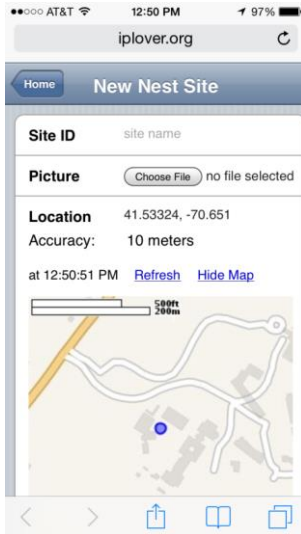 AT&T 12:50 PM 97%
iplover.org
Home New Nest Site
Site ID site name
Picture Choose File no file selected
Location 41.53324, -70.651
Accuracy: 10 meters
at 12:50:51 PM Refresh Hide Map
500ft
200m